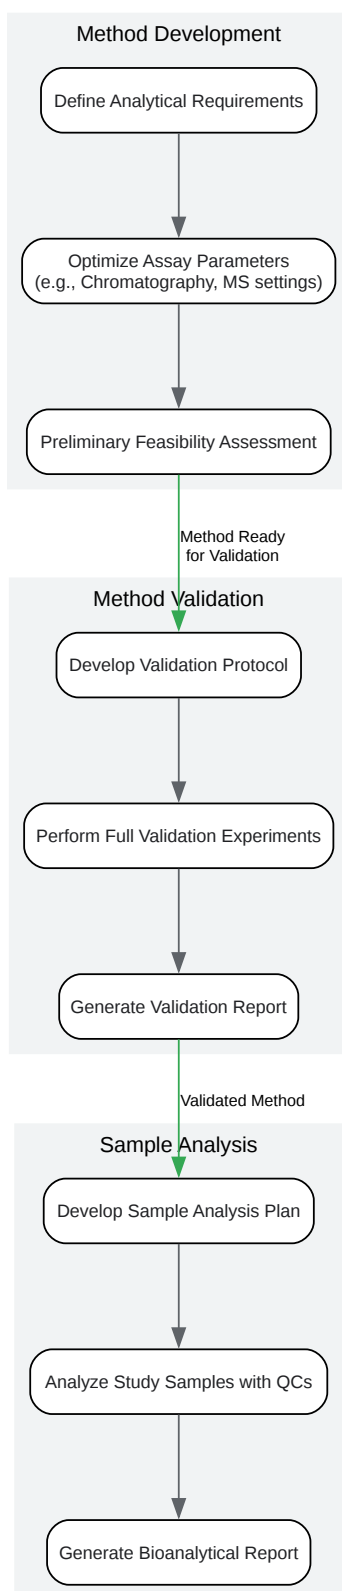 Method Development
Define Analytical Requirements
Optimize Assay Parameters
(e.g., Chromatography, MS settings)
Preliminary Feasibility Assessment
Method Ready
for Validation
Method Validation
Develop Validation Protocol
Perform Full Validation Experiments
Generate Validation Report
Validated Method
Sample Analysis
Develop Sample Analysis Plan
Analyze Study Samples with QCs
Generate Bioanalytical Report